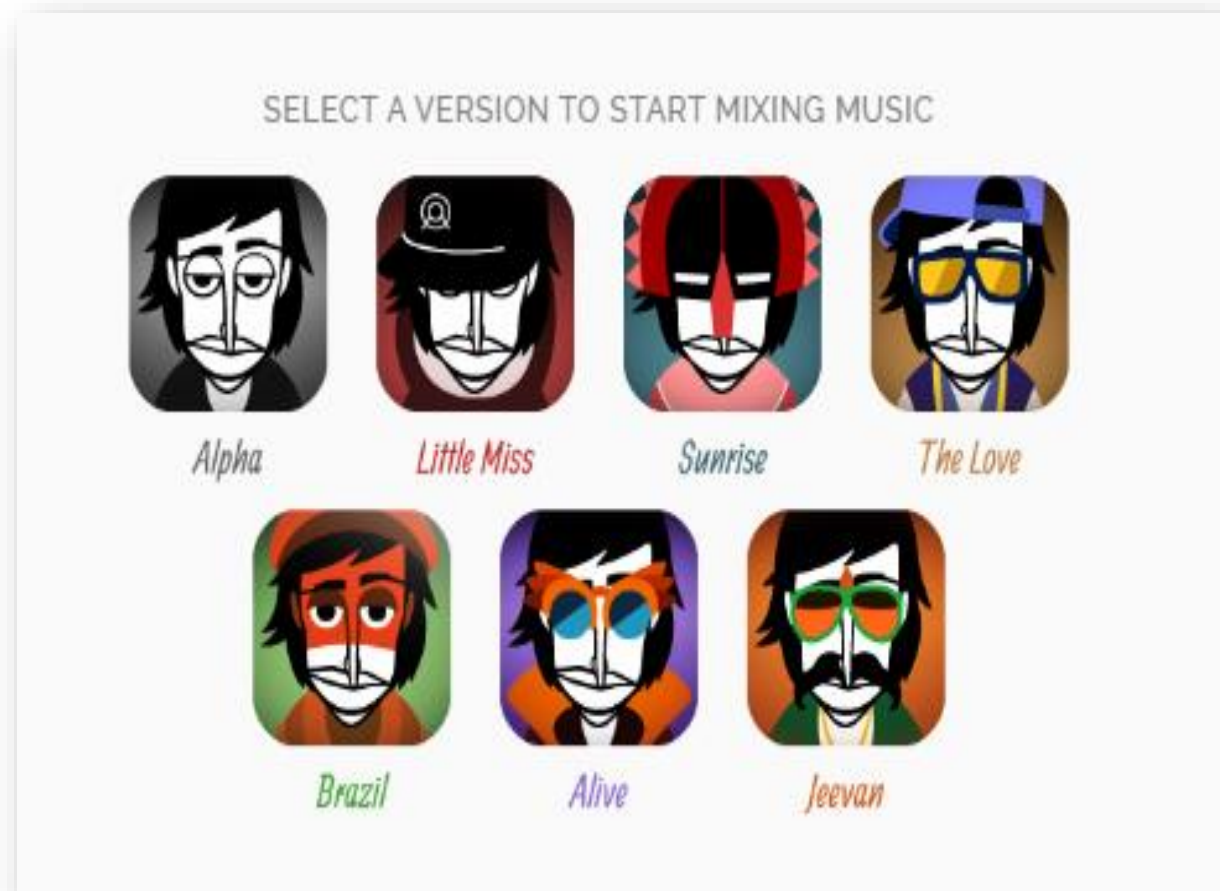 SELECT A VERSION TO START MIXING MUSIC
Alpha Little Miss Sunrise The Love
Brazil Alive Jeevan